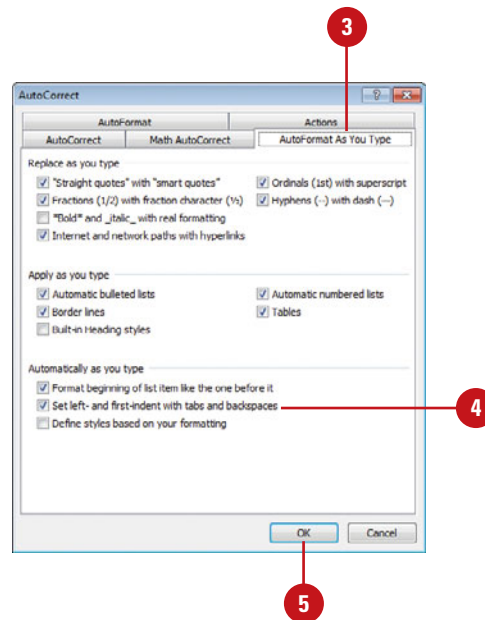 3
AutoCorrect
AutoFormat Actions
AutoCorrect Math AutoCorrect AutoFormat As You Type
Replace as you type
"Straight quotes" with "smart quotes" Ordinals (1st) with superscript
Fractions (1/2) with fraction character (½) Hyphens (--) with dash (—)
*Bold* and _italic_ with real formatting
Internet and network paths with hyperlinks
Apply as you type
Automatic bulleted lists Automatic numbered lists
Border lines Tables
Built-in Heading styles
Automatically as you type
Format beginning of list item like the one before it
Set left- and first-indent with tabs and backspaces 4
Define styles based on your formatting
OK Cancel
5